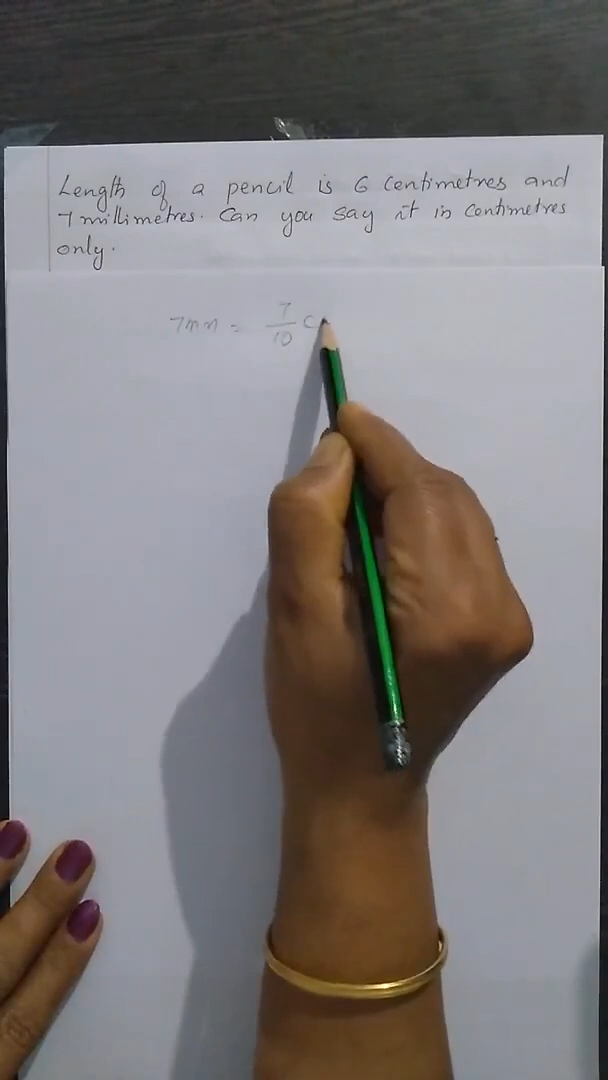 Length of a pencil is 6 Centimetres and
7 millimetres. Can you say it in Centimetres
only.
7mm = 7/10 c